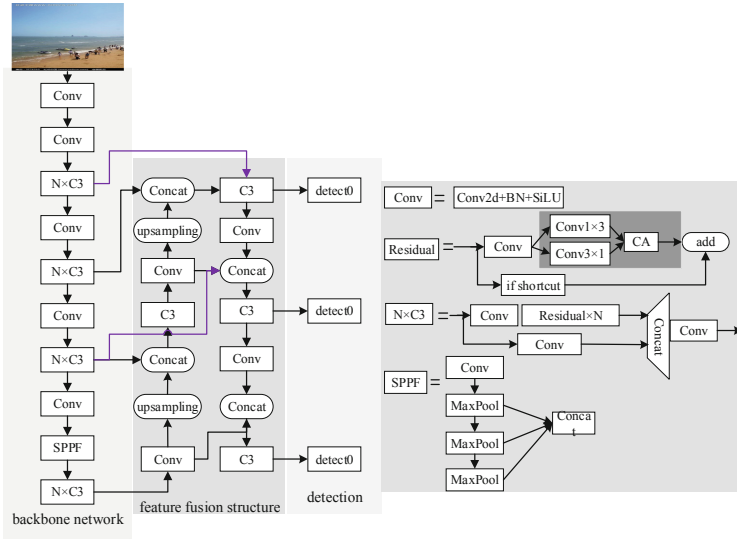 Conv
Conv
N×C3
Conv
N×C3
Conv
N×C3
Conv
SPPF
N×C3
backbone network
Concat
upsampling
Conv
C3
Concat
upsampling
Conv
C3
Conv
Concat
C3
Conv
Concat
C3
feature fusion structure
detect0
detect0
detect0
detection
Conv = Conv2d+BN+SiLU
Residual = Conv Conv1×3 Conv3×1 CA add
if shortcut
N×C3 = Conv Residual×N Concat Conv
Conv
SPPF = Conv
MaxPool
MaxPool
MaxPool
Conca
t